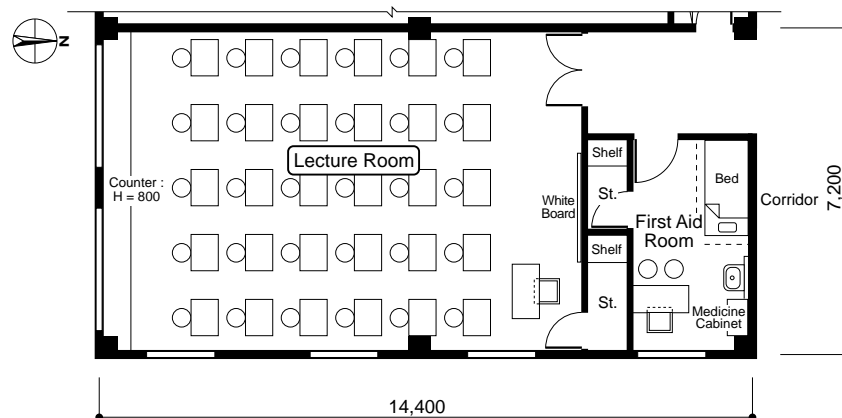 N
Lecture Room
Shelf
Bed
Counter :
H = 800
White
Board
St.
Corridor
7,200
First Aid
Room
Shelf
St.
Medicine
Cabinet
14,400